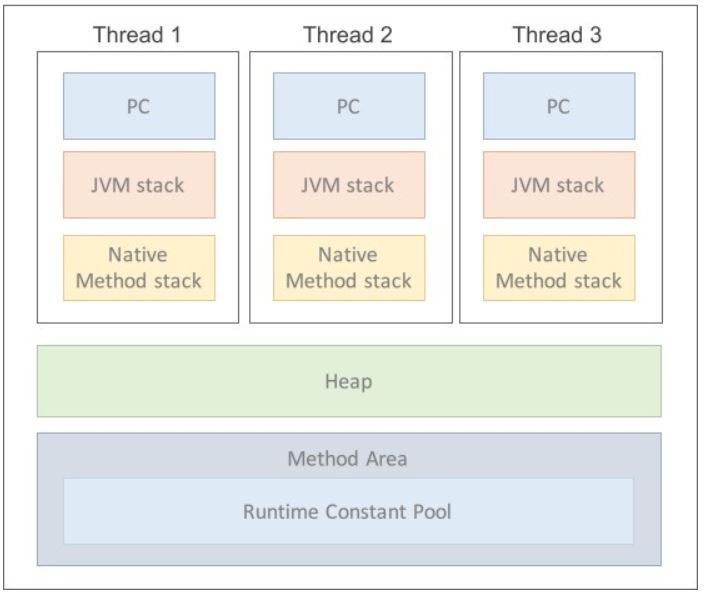 Thread 1
Thread 2
Thread 3
PC
PC
PC
JVM stack
JVM stack
JVM stack
Native
Method stack
Native
Method stack
Native
Method stack
Heap
Method Area
Runtime Constant Pool